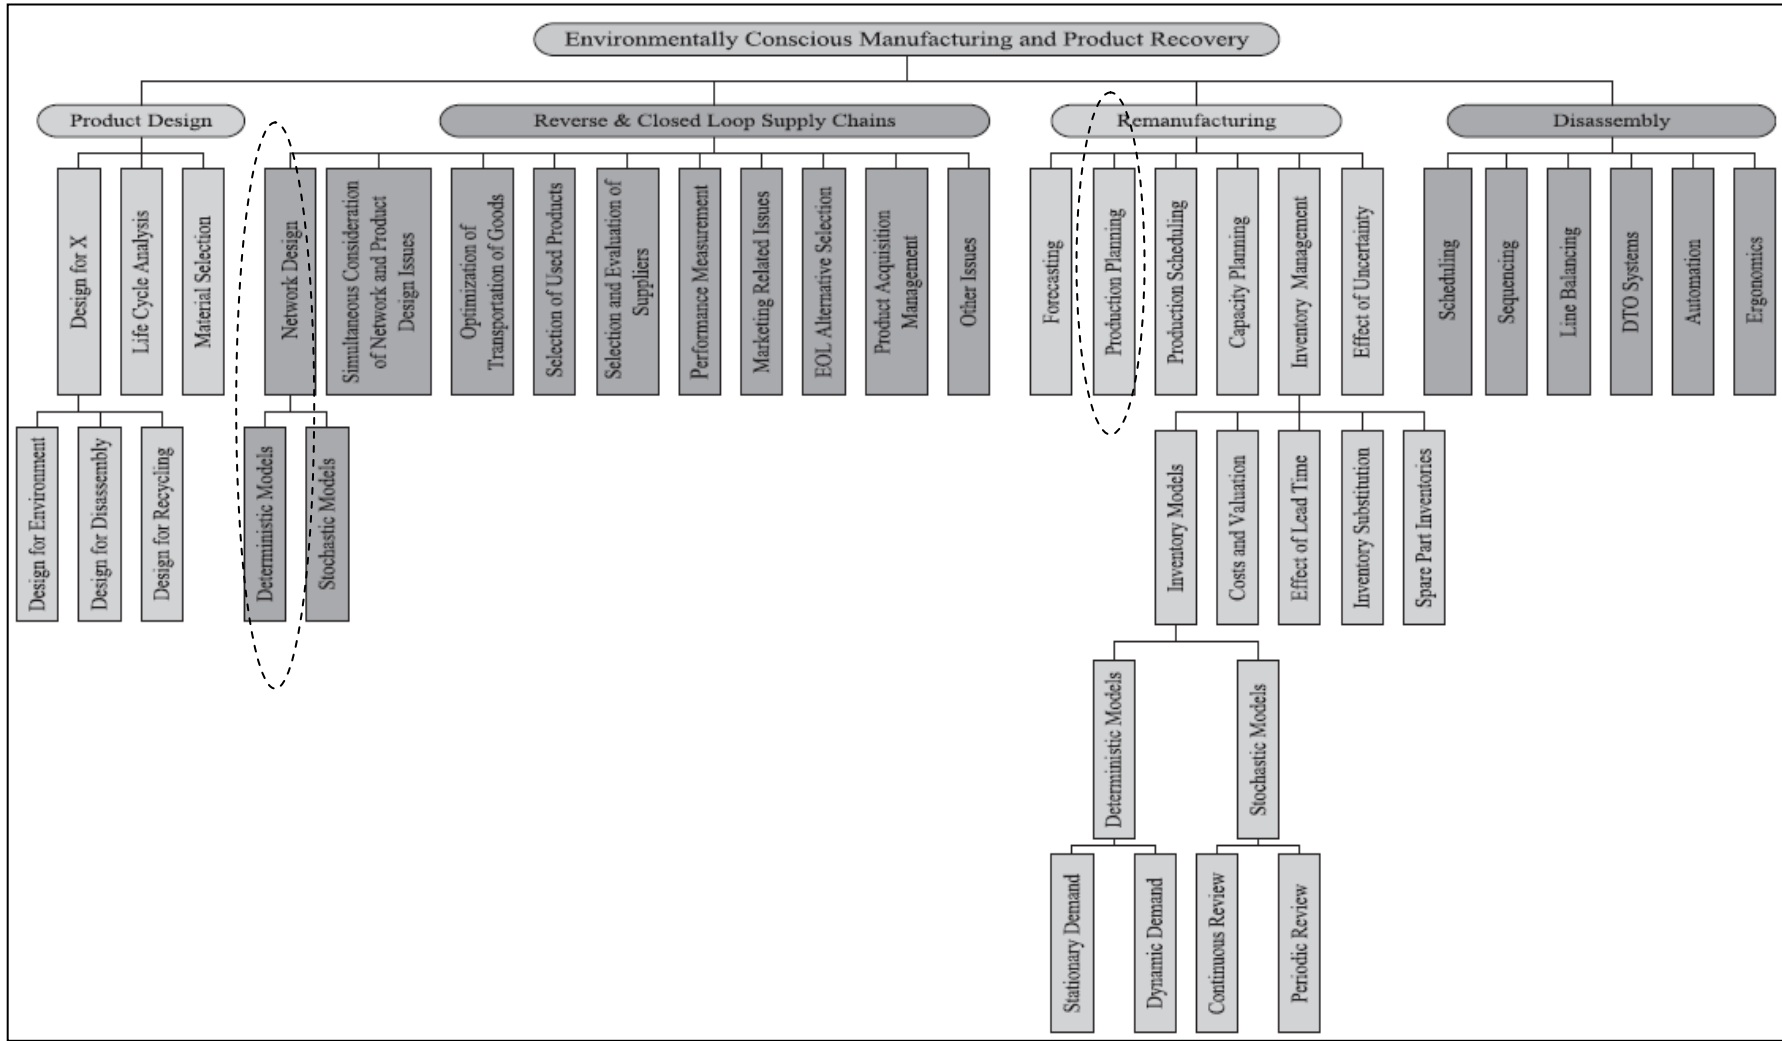 Environmentally Conscious Manufacturing and Product Recovery
Product Design
Reverse & Closed Loop Supply Chains
Remanufacturing
Disassembly
Design for X
Life Cycle Analysis
Material Selection
Network Design
Simultaneous Consideration
of Network and Product
Design Issues
Optimization of
Transportation of Goods
Selection of Used Products
Selection and Evaluation of
Suppliers
Performance Measurement
Marketing Related Issues
EOL Alternative Selection
Product Acquisition
Management
Other Issues
Forecasting
Production Planning
Production Scheduling
Capacity Planning
Inventory Management
Effect of Uncertainty
Scheduling
Sequencing
Line Balancing
DTO Systems
Automation
Ergonomics
Design for Environment
Design for Disassembly
Design for Recycling
Deterministic Models
Stochastic Models
Inventory Models
Costs and Valuation
Effect of Lead Time
Inventory Substitution
Spare Part Inventories
Deterministic Models
Stochastic Models
Stationary Demand
Dynamic Demand
Continuous Review
Periodic Review